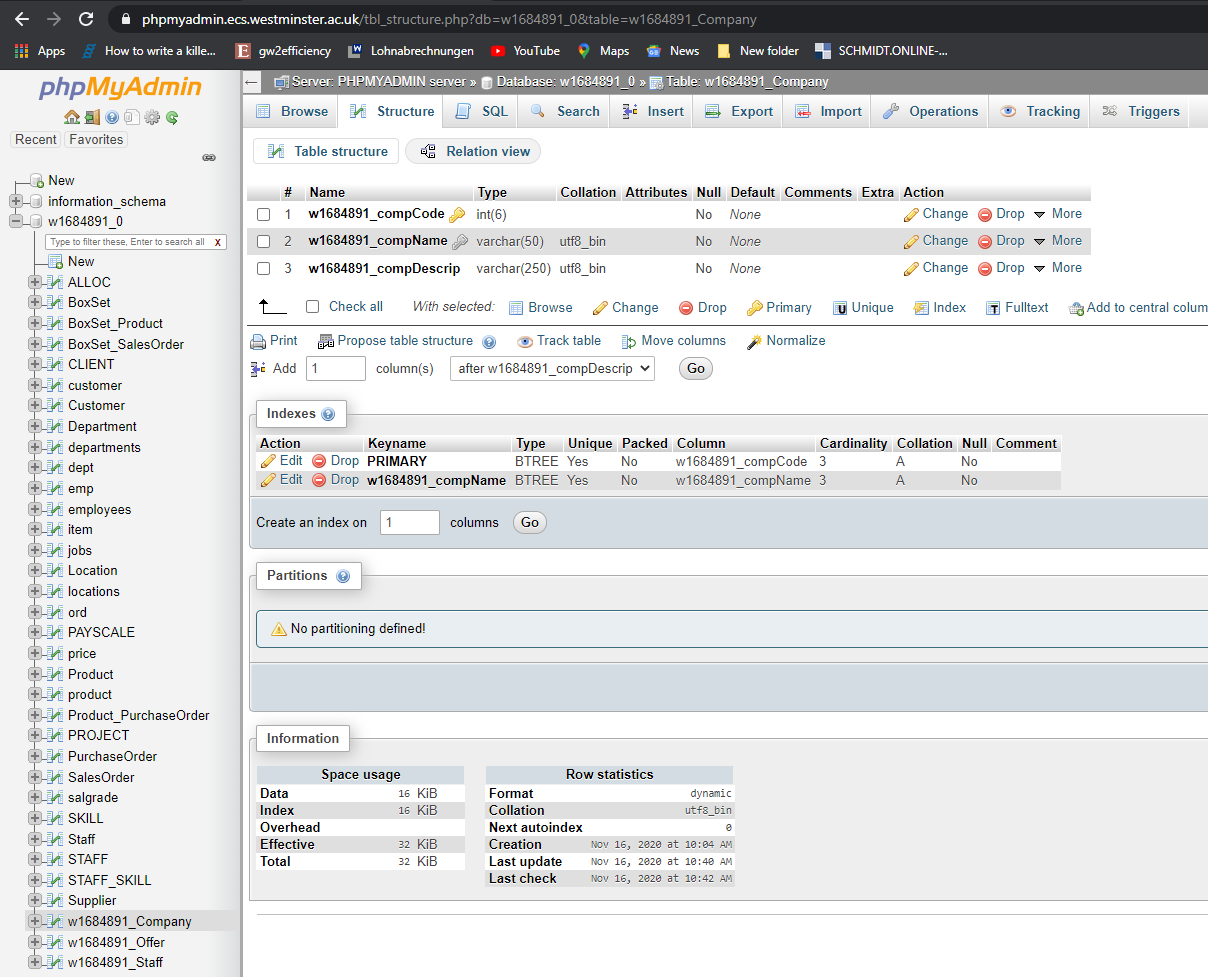 phpmyadmin.ecs.westminster.ac.uk/tbl_structure.php?db=w1684891_0&table=w1684891_Company
Apps How to write a kille... gw2efficiency Lohnabrechnungen YouTube Maps News New folder SCHMIDT.ONLINE-...
phpMyAdmin
Recent Favorites
New
information_schema
w1684891_0
Type to filter these, Enter to search all X
New
ALLOC
BoxSet
BoxSet_Product
BoxSet_SalesOrder
CLIENT
customer
Customer
Department
departments
dept
emp
employees
item
jobs
Location
locations
ord
PAYSCALE
price
Product
product
Product_PurchaseOrder
PROJECT
PurchaseOrder
SalesOrder
salgrade
SKILL
Staff
STAFF
STAFF_SKILL
Supplier
w1684891_Company
w1684891_Offer
w1684891_Staff
Server: PHPMYADMIN server » Database: w1684891_0 » Table: w1684891_Company
Browse Structure SQL Search Insert Export Import Operations Tracking Triggers
Table structure Relation view
# Name Type Collation Attributes Null Default Comments Extra Action
1 w1684891_compCode int(6) No None Change Drop More
2 w1684891_compName varchar(50) utf8_bin No None Change Drop More
3 w1684891_compDescrip varchar(250) utf8_bin No None Change Drop More
Check all With selected: Browse Change Drop Primary Unique Index Fulltext Add to central colum
Print Propose table structure Track table Move columns Normalize
Add 1 column(s) after w1684891_compDescrip Go
Indexes
Action Keyname Type Unique Packed Column Cardinality Collation Null Comment
Edit Drop PRIMARY BTREE Yes No w1684891_compCode 3 A No
Edit Drop w1684891_compName BTREE Yes No w1684891_compName 3 A No
Create an index on 1 columns Go
Partitions
No partitioning defined!
Information
Space usage
Data 16 KiB
Index 16 KiB
Overhead
Effective 32 KiB
Total 32 KiB
Row statistics
Format dynamic
Collation utf8_bin
Next autoindex 0
Creation Nov 16, 2020 at 10:04 AM
Last update Nov 16, 2020 at 10:40 AM
Last check Nov 16, 2020 at 10:42 AM